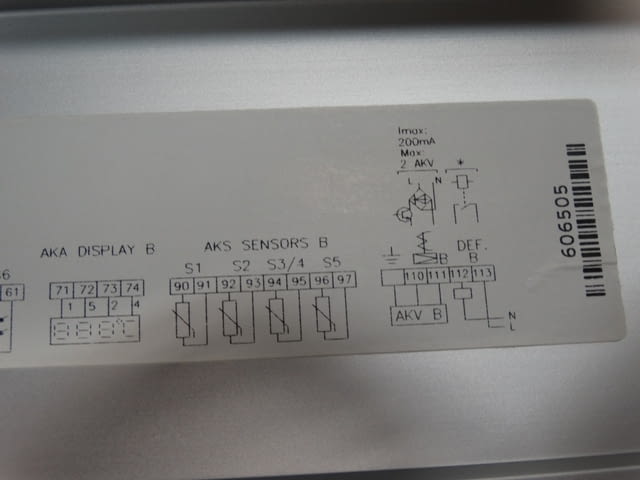 Imax:
200mA
Max:
2 AKV
*
L N
606505
AKA DISPLAY B
AKS SENSORS B
DEF.
B
B
S1 S2 S3/4 S5
6
61
71 72 73 74
90 91 92 93 94 95 96 97
110 111 112 113
1 5 2 4
AKV B
N
L